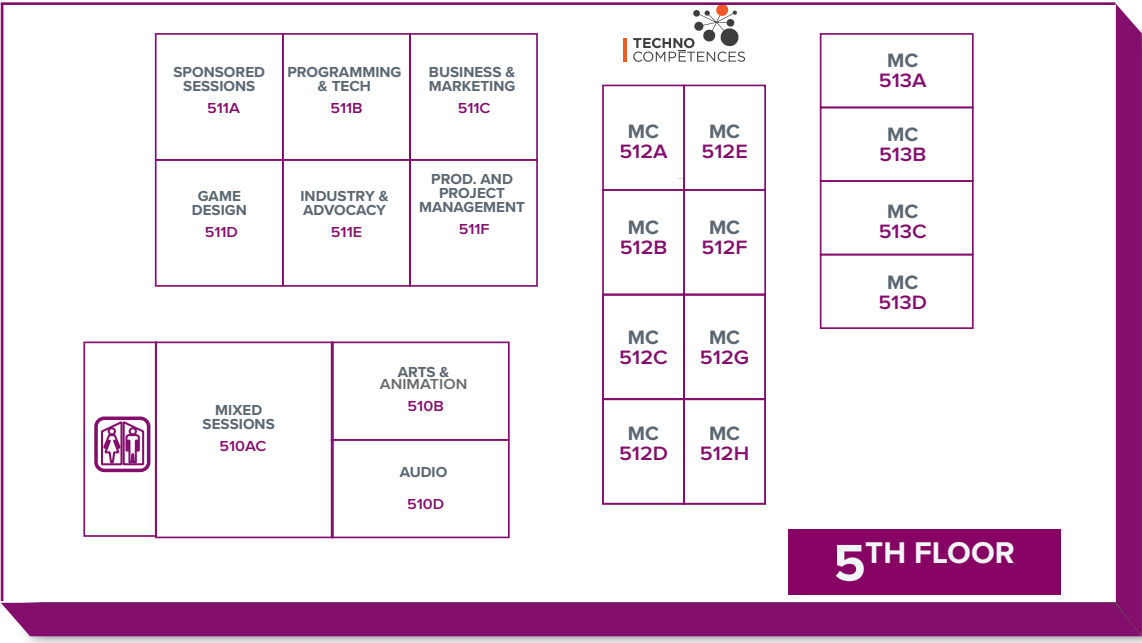 TECHNO
COMPÉTENCES
SPONSORED
SESSIONS
511A
PROGRAMMING
& TECH
511B
BUSINESS &
MARKETING
511C
GAME
DESIGN
511D
INDUSTRY &
ADVOCACY
511E
PROD. AND
PROJECT
MANAGEMENT
511F
MIXED
SESSIONS
510AC
ARTS &
ANIMATION
510B
AUDIO
510D
MC
512A
MC
512E
MC
512B
MC
512F
MC
512C
MC
512G
MC
512D
MC
512H
MC
513A
MC
513B
MC
513C
MC
513D
5TH FLOOR